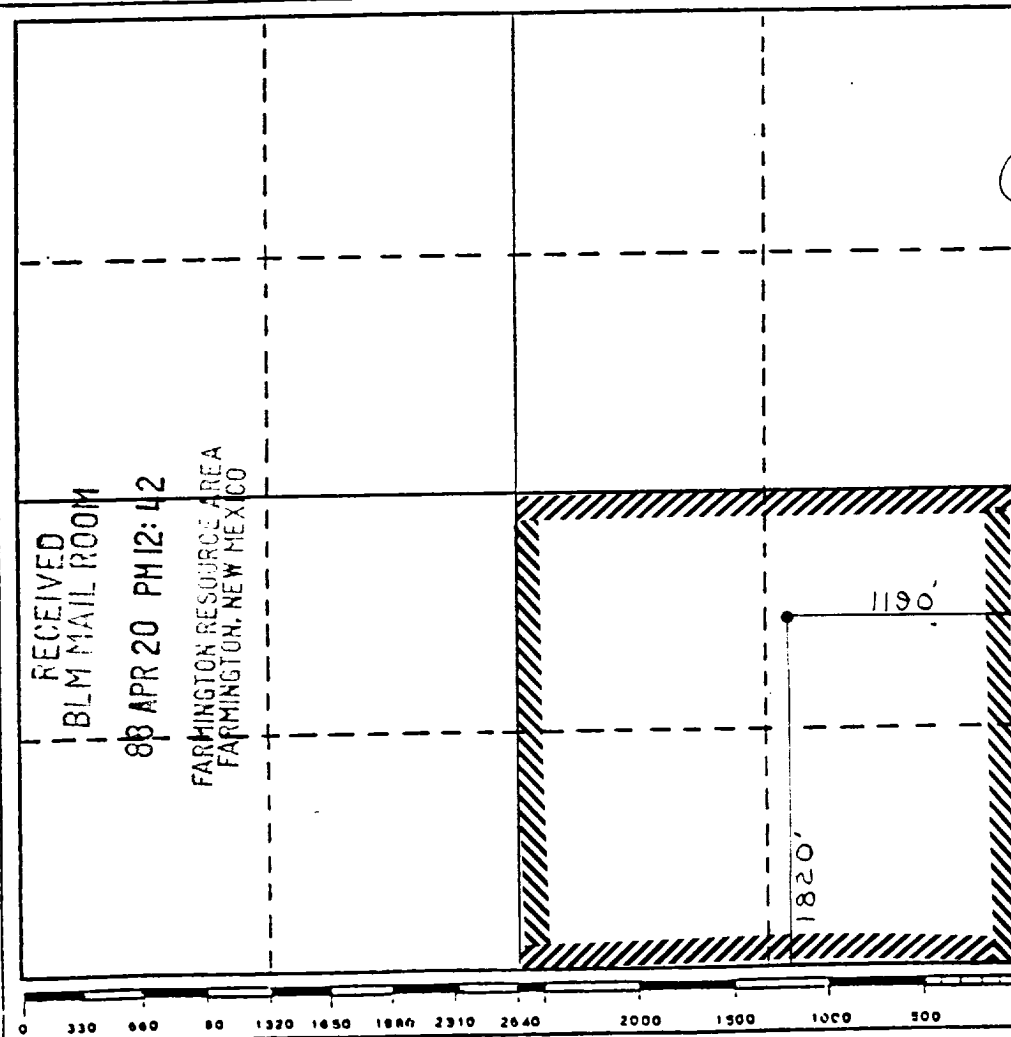 RECEIVED
BLM MAIL ROOM
88 APR 20 PM 12:42
FARMINGTON RESOURCE AREA
FARMINGTON, NEW MEXICO
1190'
1820'
0 330 660 90 1320 1650 1980 2310 2640 2000 1500 1000 500